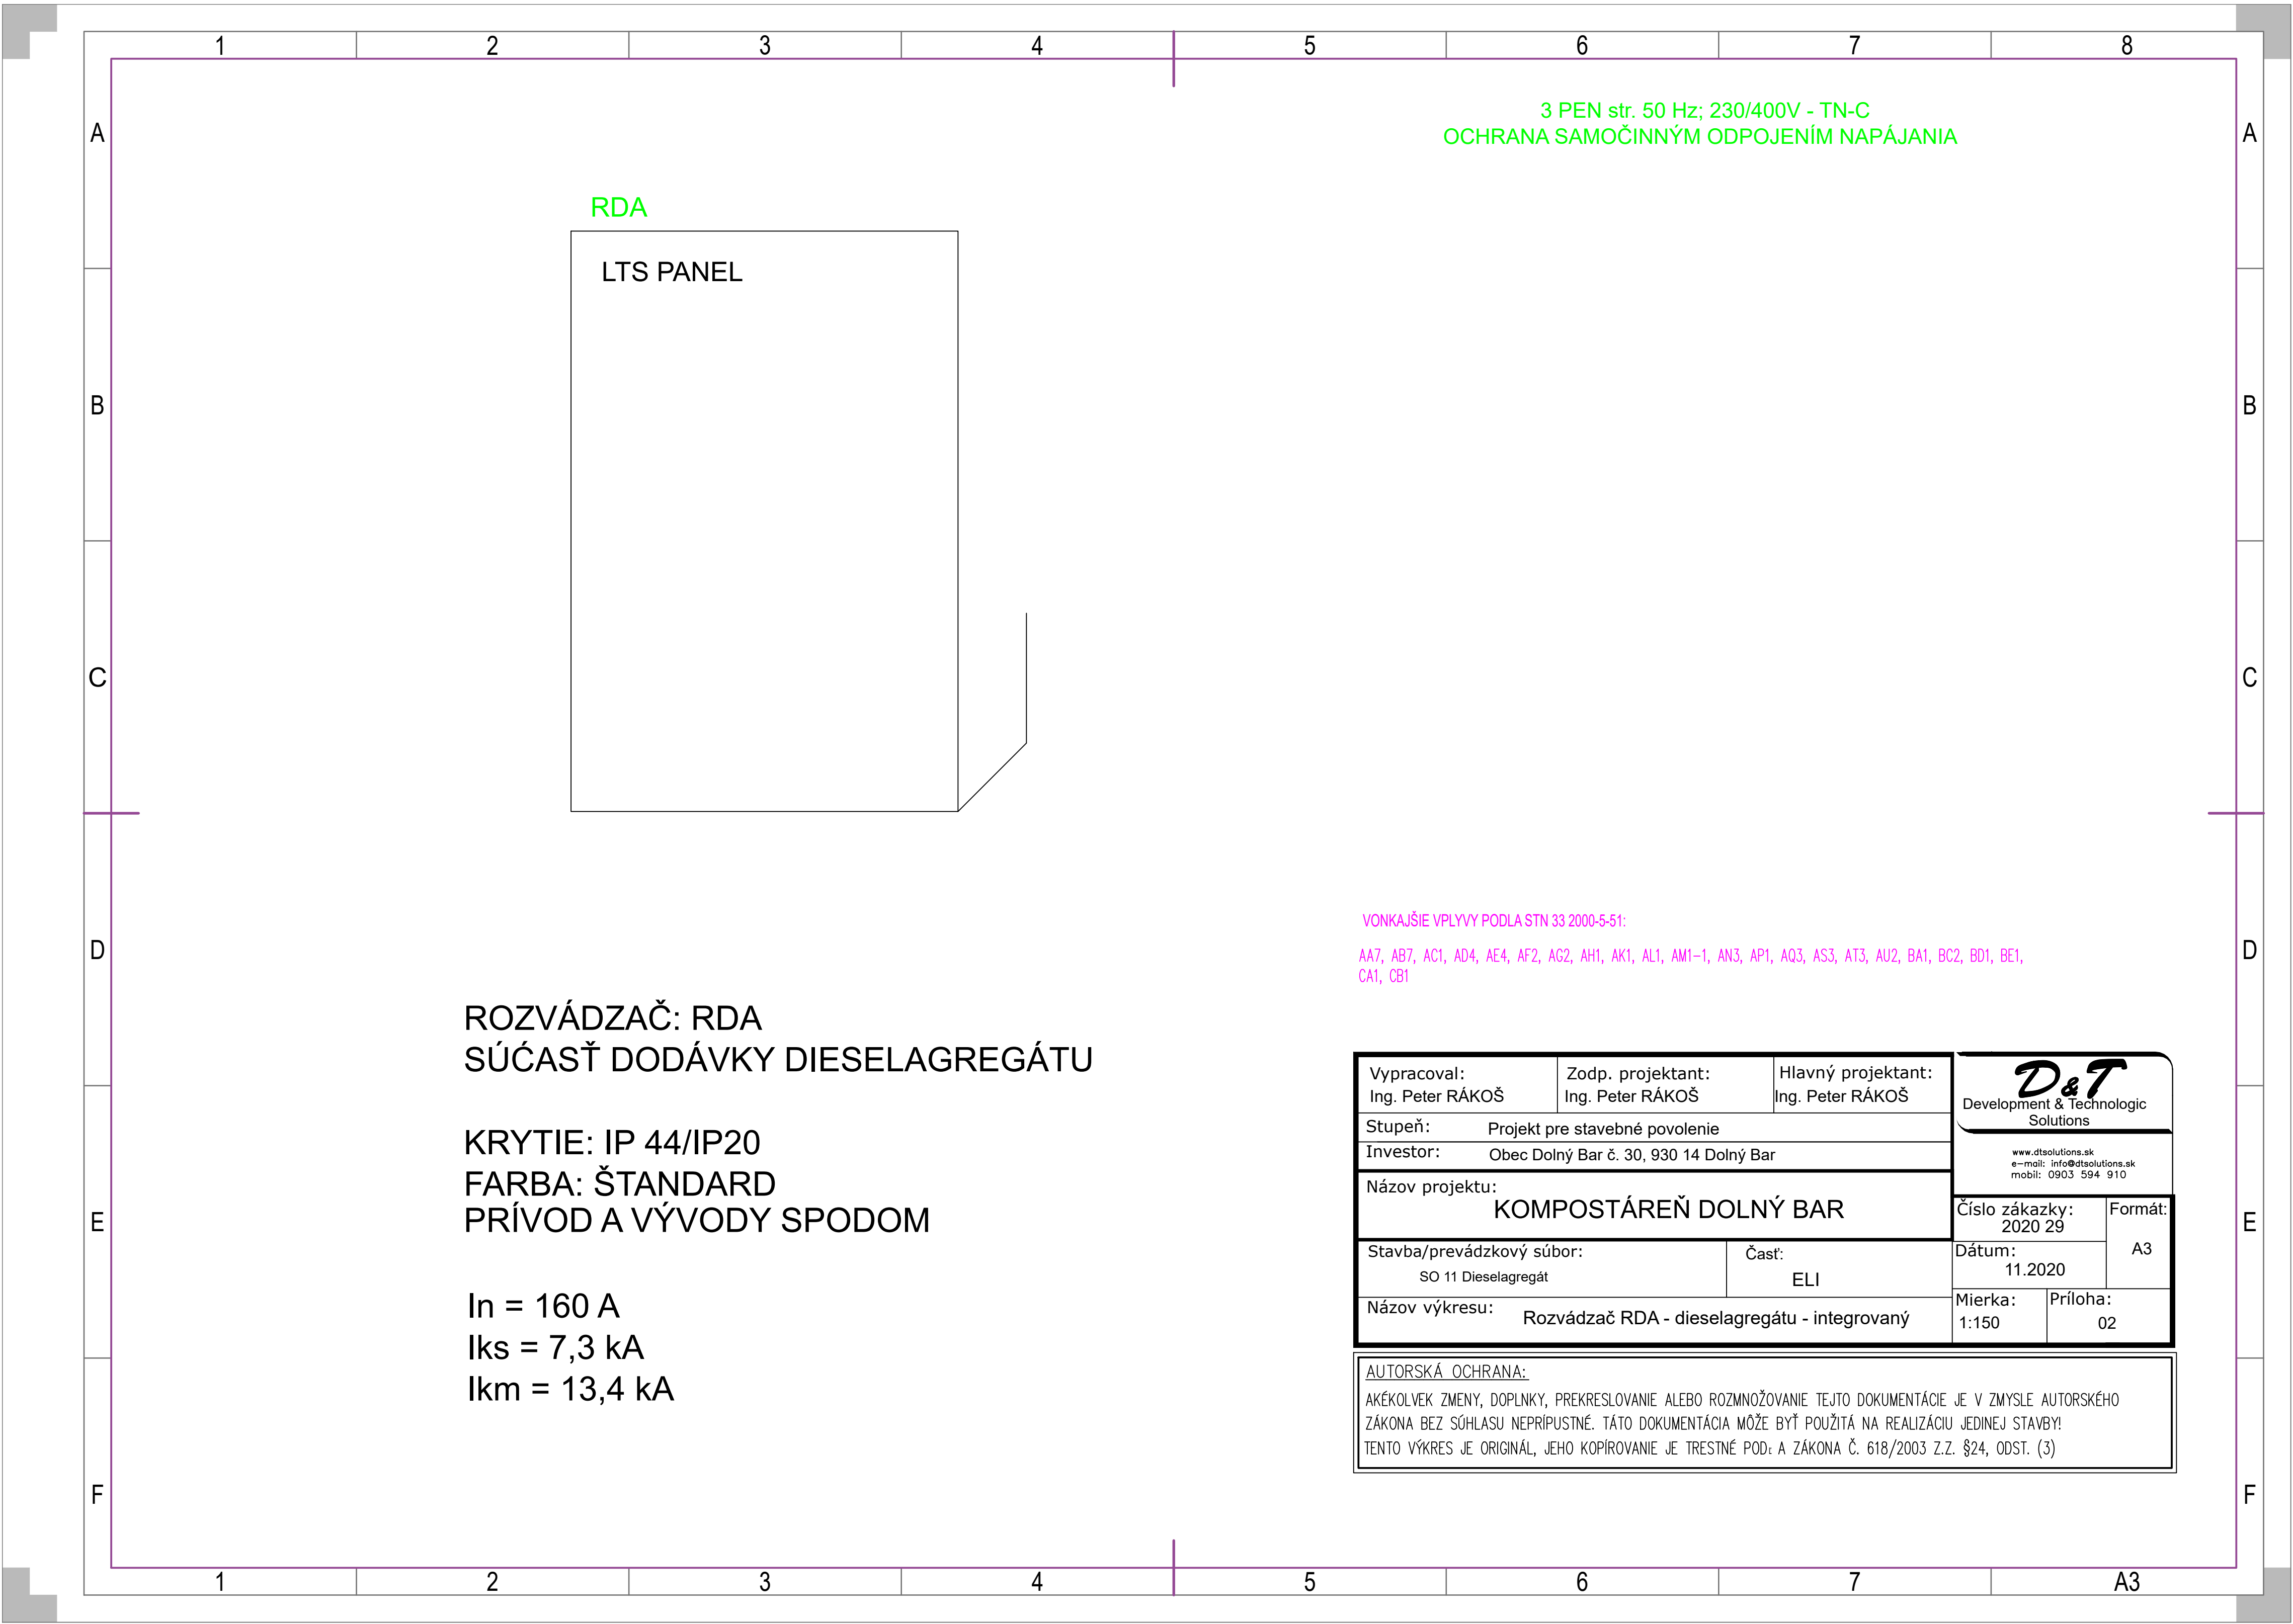 1 2 3 4 5 6 7 8
A A
B B
C C
D D
E E
F F
3 PEN str. 50 Hz; 230/400V - TN-C
OCHRANA SAMOČINNÝM ODPOJENÍM NAPÁJANIA
RDA
LTS PANEL
VONKAJŠIE VPLYVY PODLA STN 33 2000-5-51:
AA7, AB7, AC1, AD4, AE4, AF2, AG2, AH1, AK1, AL1, AM1-1, AN3, AP1, AQ3, AS3, AT3, AU2, BA1, BC2, BD1, BE1,
CA1, CB1
ROZVÁDZAČ: RDA
SÚĆASŤ DODÁVKY DIESELAGREGÁTU
KRYTIE: IP 44/IP20
FARBA: ŠTANDARD
PRÍVOD A VÝVODY SPODOM
In = 160 A
Iks = 7,3 kA
Ikm = 13,4 kA
Vypracoval: Zodp. projektant: Hlavný projektant:
Ing. Peter RÁKOŠ Ing. Peter RÁKOŠ Ing. Peter RÁKOŠ
Stupeň: Projekt pre stavebné povolenie
Investor: Obec Dolný Bar č. 30, 930 14 Dolný Bar
Názov projektu:
KOMPOSTÁREŇ DOLNÝ BAR
Stavba/prevádzkový súbor: Časť:
SO 11 Dieselagregát ELI
Názov výkresu: Rozvádzač RDA - dieselagregátu - integrovaný
D&T
Development & Technologic
Solutions
www.dtsolutions.sk
e-mail: info@dtsolutions.sk
mobil: 0903 594 910
Číslo zákazky: Formát:
2020 29
Dátum: A3
11.2020
Mierka: Príloha:
1:150 02
AUTORSKÁ OCHRANA:
AKÉKOLVEK ZMENY, DOPLNKY, PREKRESLOVANIE ALEBO ROZMNOŽOVANIE TEJTO DOKUMENTÁCIE JE V ZMYSLE AUTORSKÉHO
ZÁKONA BEZ SÚHLASU NEPRÍPUSTNÉ. TÁTO DOKUMENTÁCIA MÔŽE BYŤ POUŽITÁ NA REALIZÁCIU JEDINEJ STAVBY!
TENTO VÝKRES JE ORIGINÁL, JEHO KOPÍROVANIE JE TRESTNÉ PODŁ A ZÁKONA Č. 618/2003 Z.Z. §24, ODST. (3)
1 2 3 4 5 6 7 A3